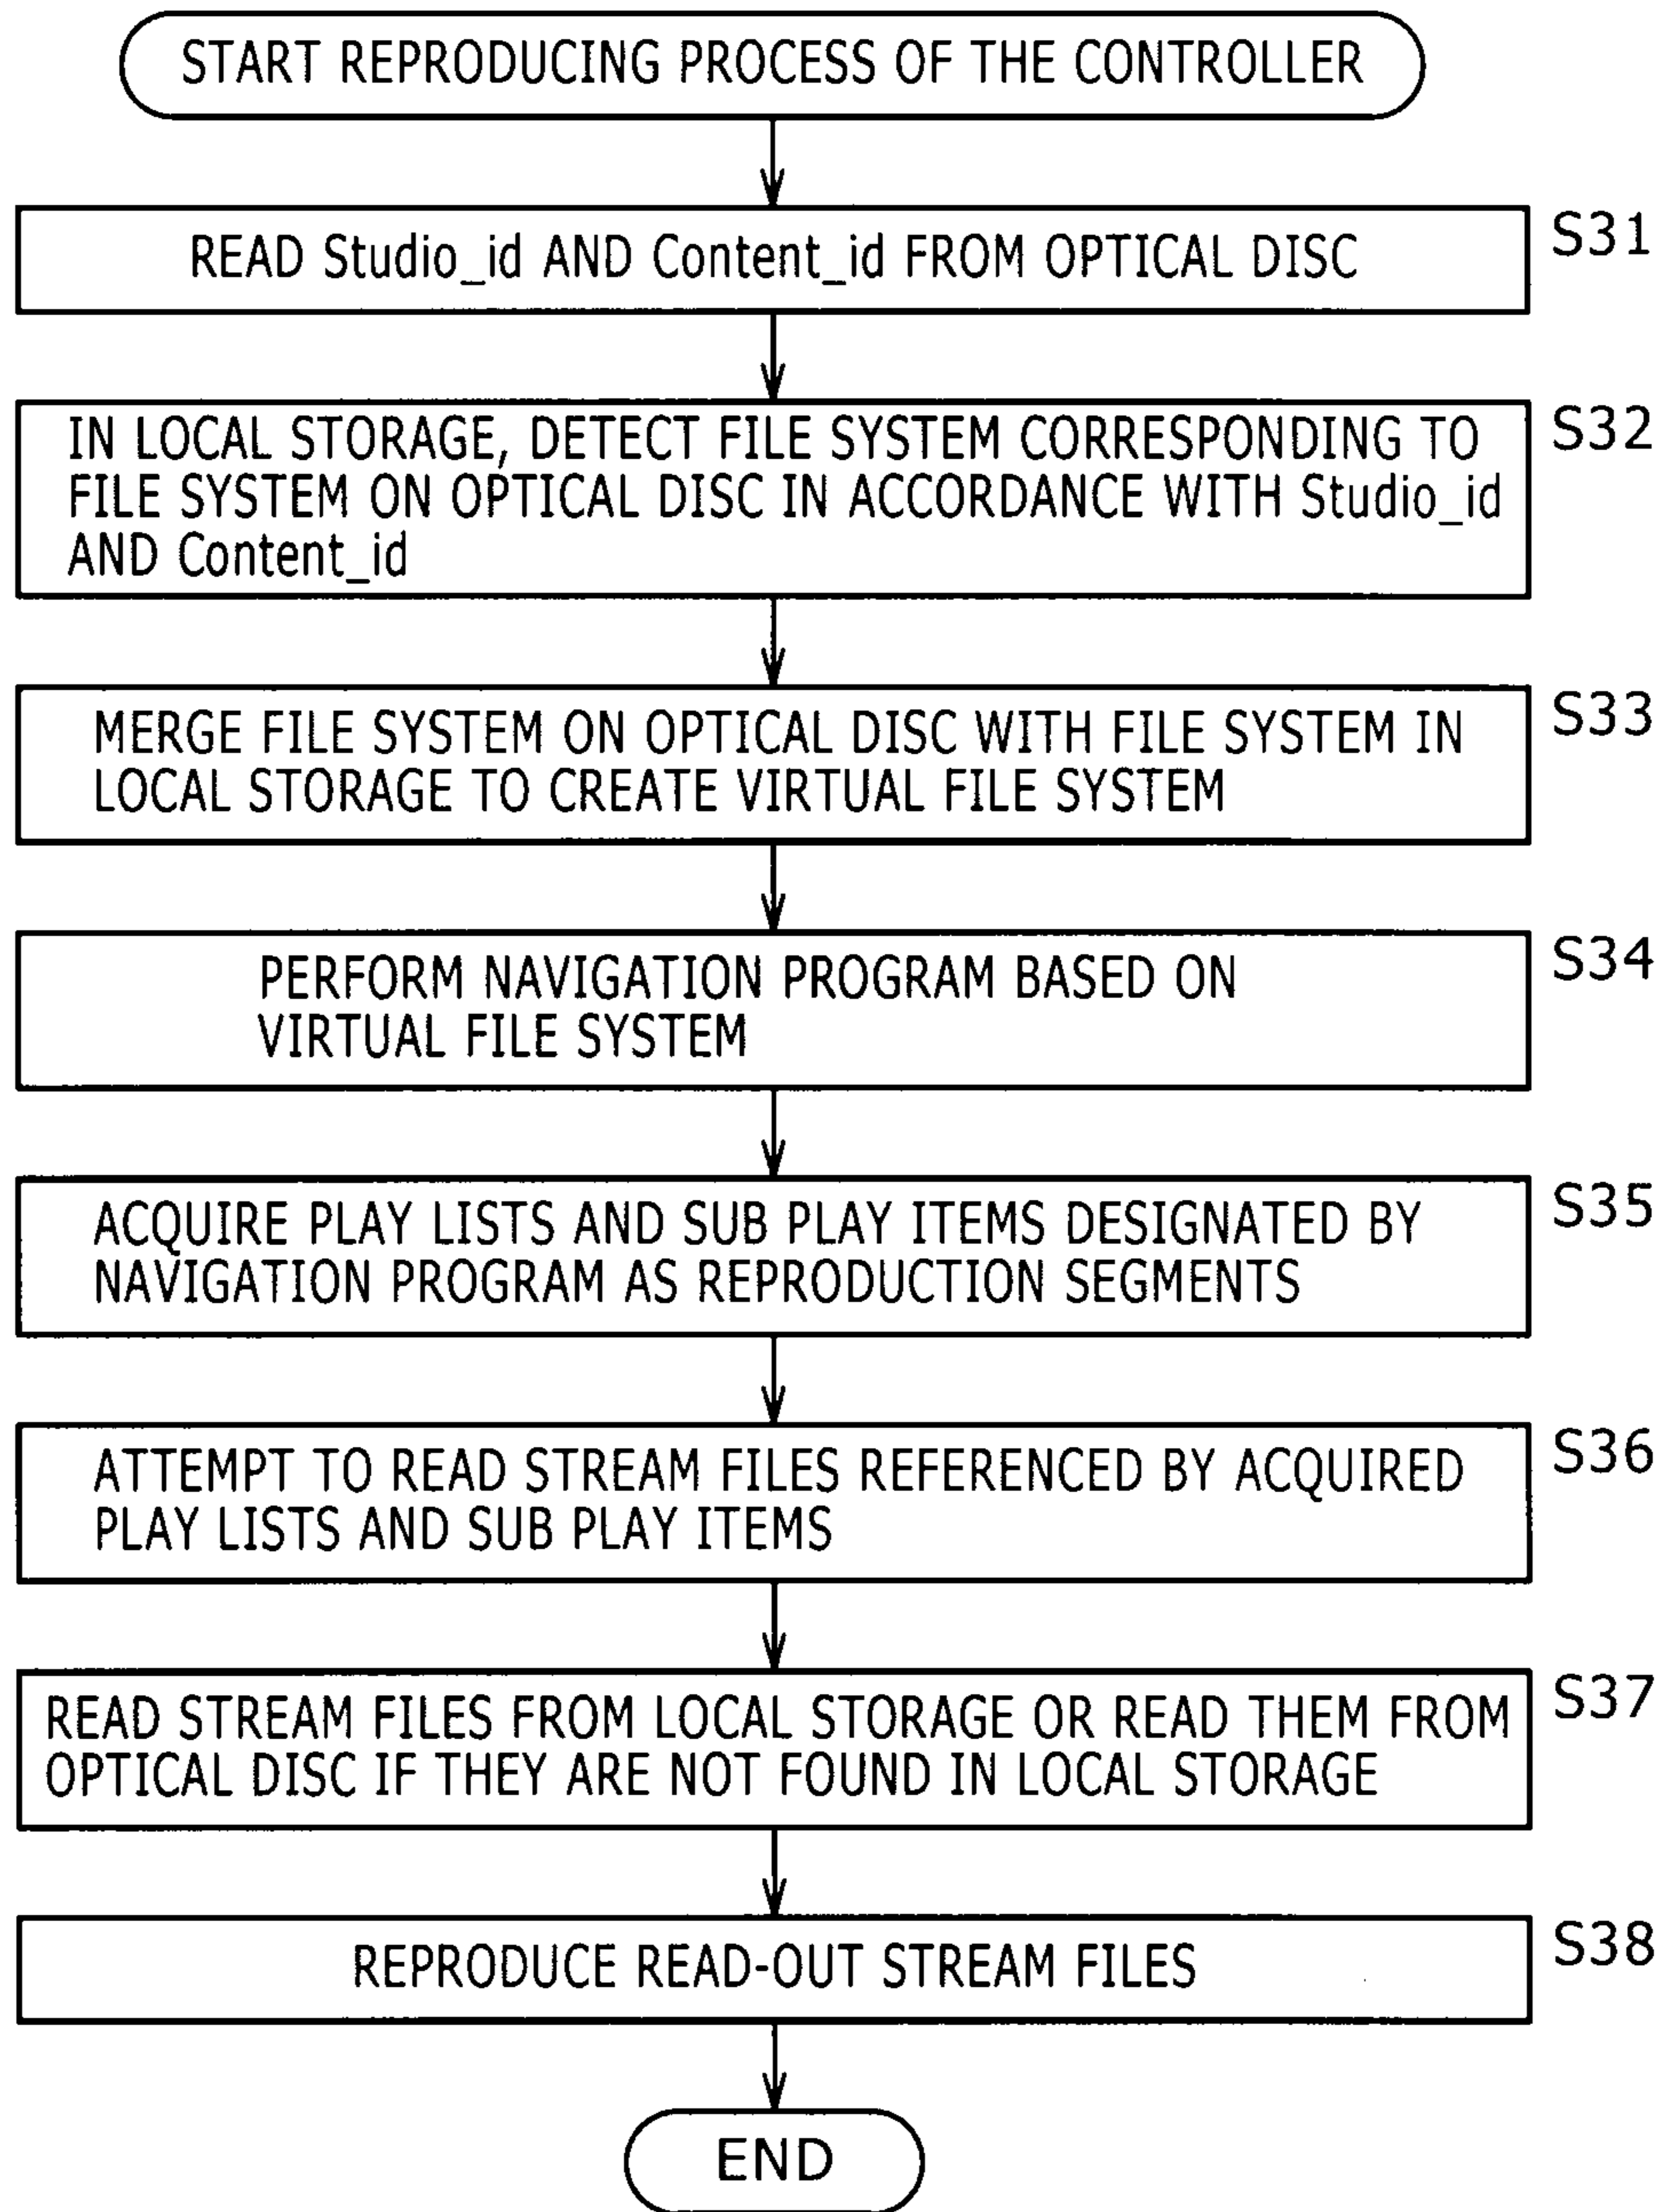 START REPRODUCING PROCESS OF THE CONTROLLER
READ Studio_id AND Content_id FROM OPTICAL DISC
S31
IN LOCAL STORAGE, DETECT FILE SYSTEM CORRESPONDING TO
FILE SYSTEM ON OPTICAL DISC IN ACCORDANCE WITH Studio_id
AND Content_id
S32
MERGE FILE SYSTEM ON OPTICAL DISC WITH FILE SYSTEM IN
LOCAL STORAGE TO CREATE VIRTUAL FILE SYSTEM
S33
PERFORM NAVIGATION PROGRAM BASED ON
VIRTUAL FILE SYSTEM
S34
ACQUIRE PLAY LISTS AND SUB PLAY ITEMS DESIGNATED BY
NAVIGATION PROGRAM AS REPRODUCTION SEGMENTS
S35
ATTEMPT TO READ STREAM FILES REFERENCED BY ACQUIRED
PLAY LISTS AND SUB PLAY ITEMS
S36
READ STREAM FILES FROM LOCAL STORAGE OR READ THEM FROM
OPTICAL DISC IF THEY ARE NOT FOUND IN LOCAL STORAGE
S37
REPRODUCE READ-OUT STREAM FILES
S38
END